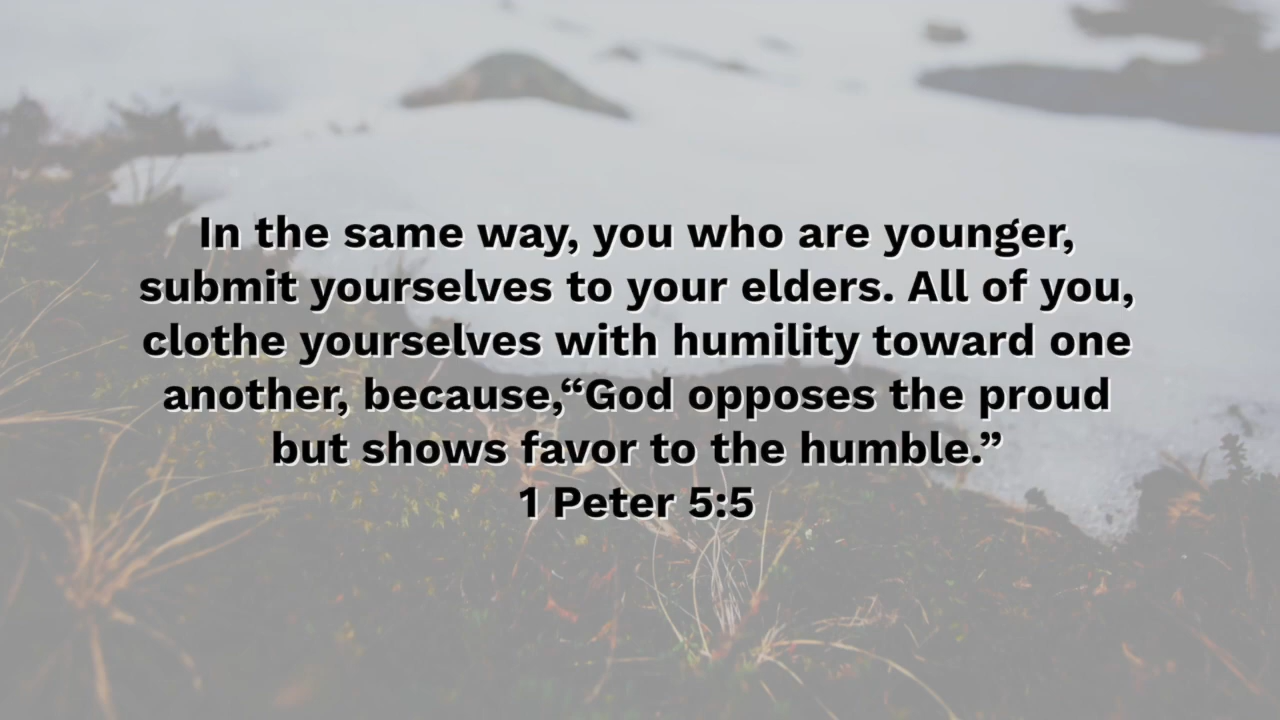 In the same way, you who are younger,
submit yourselves to your elders. All of you,
clothe yourselves with humility toward one
another, because,“God opposes the proud
but shows favor to the humble.”
1 Peter 5:5